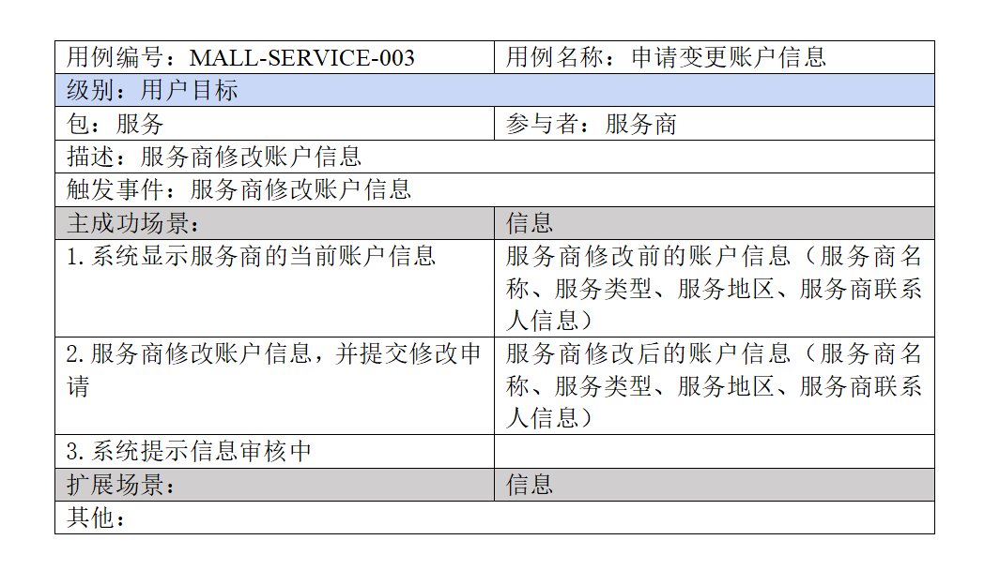 用例编号：MALL-SERVICE-003
用例名称：申请变更账户信息
级别：用户目标
包：服务
参与者：服务商
描述：服务商修改账户信息
触发事件：服务商修改账户信息
主成功场景：
信息
1.系统显示服务商的当前账户信息
服务商修改前的账户信息（服务商名
称、服务类型、服务地区、服务商联系
人信息）
2.服务商修改账户信息，并提交修改申
请
服务商修改后的账户信息（服务商名
称、服务类型、服务地区、服务商联系
人信息）
3.系统提示信息审核中
扩展场景：
信息
其他：